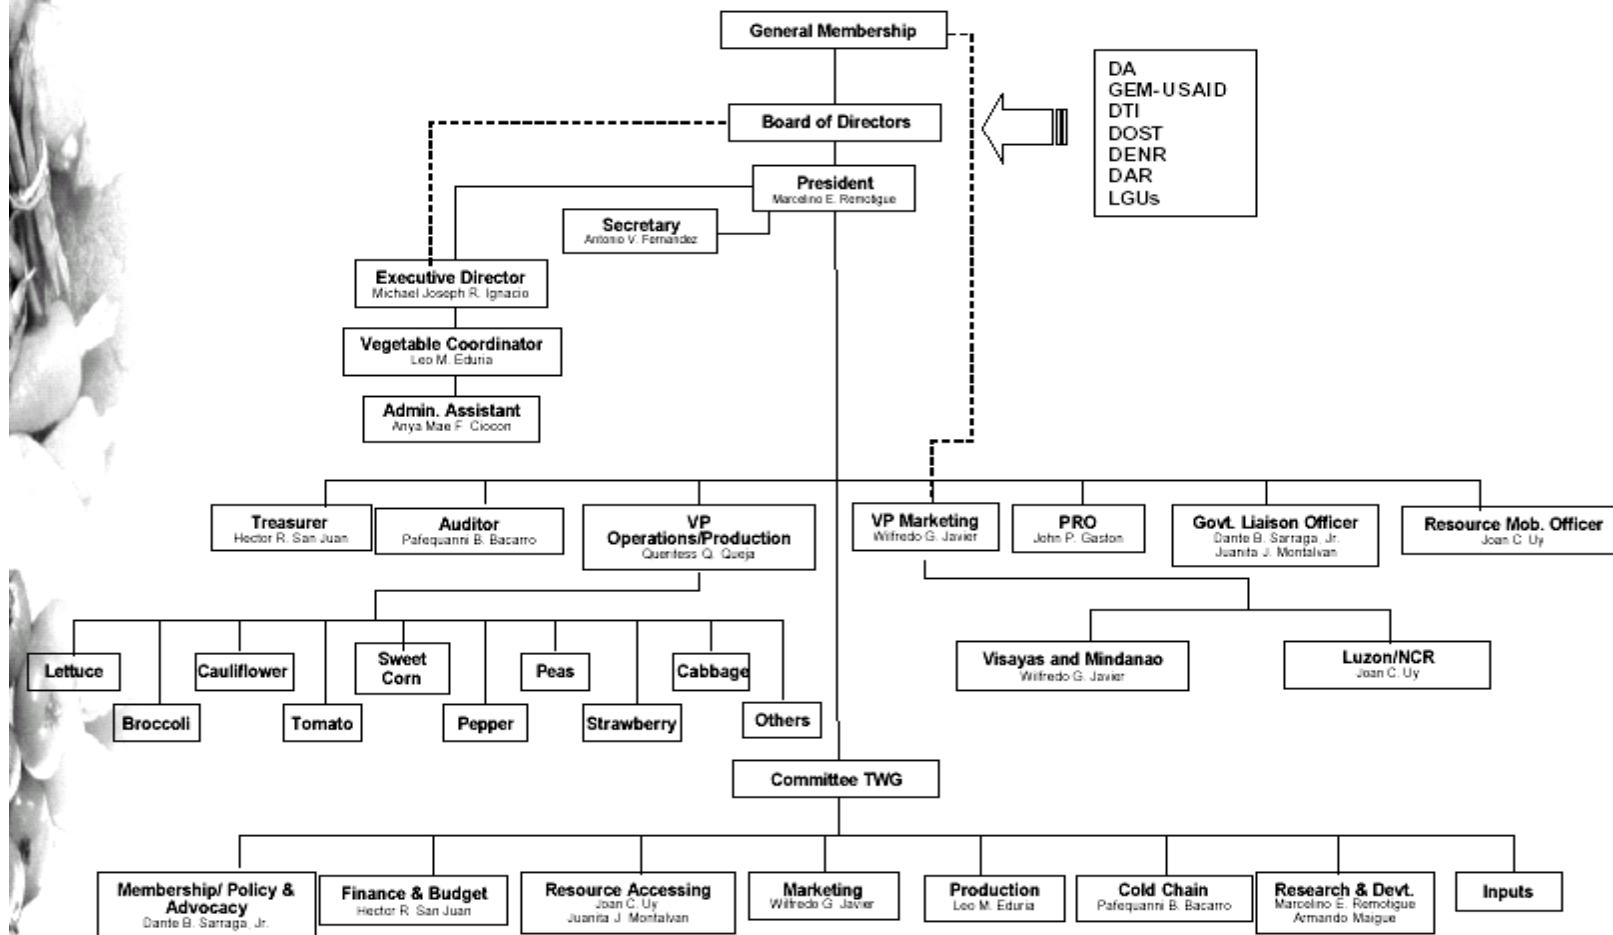 General Membership
DA
GEM-USAID
DTI
DOST
DENR
DAR
LGUs
Board of Directors
President
Marcelino E. Remotigue
Secretary
Antonio V. Fernandez
Executive Director
Michael Joseph R. Ignacio
Vegetable Coordinator
Leo M. Eduria
Admin. Assistant
Anya Mae F. Ciocon
Treasurer
Hector R. San Juan
Auditor
Pafequanni B. Bacarro
VP
Operations/Production
Quentess Q. Queja
VP Marketing
Wilfredo G. Javier
PRO
John P. Gaston
Govt. Liaison Officer
Dante B. Sarraga, Jr.
Juanita J. Montalvan
Resource Mob. Officer
Joan C. Uy
Lettuce
Broccoli
Cauliflower
Tomato
Sweet
Corn
Pepper
Peas
Strawberry
Cabbage
Others
Visayas and Mindanao
Wilfredo G. Javier
Luzon/NCR
Joan C. Uy
Committee TWG
Membership/ Policy &
Advocacy
Dante B. Sarraga, Jr.
Finance & Budget
Hector R. San Juan
Resource Accessing
Joan C. Uy
Juanita J. Montalvan
Marketing
Wilfredo G. Javier
Production
Leo M. Eduria
Cold Chain
Pafequanni B. Bacarro
Research & Devt.
Marcelino E. Remotigue
Armando Maigue
Inputs